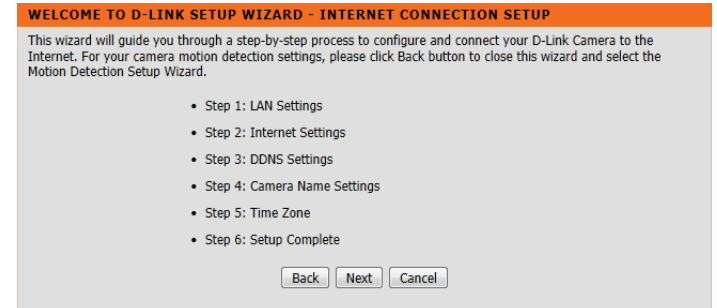 WELCOME TO D-LINK SETUP WIZARD - INTERNET CONNECTION SETUP
This wizard will guide you through a step-by-step process to configure and connect your D-Link Camera to the
Internet. For your camera motion detection settings, please click Back button to close this wizard and select the
Motion Detection Setup Wizard.
• Step 1: LAN Settings
• Step 2: Internet Settings
• Step 3: DDNS Settings
• Step 4: Camera Name Settings
• Step 5: Time Zone
• Step 6: Setup Complete
Back Next Cancel